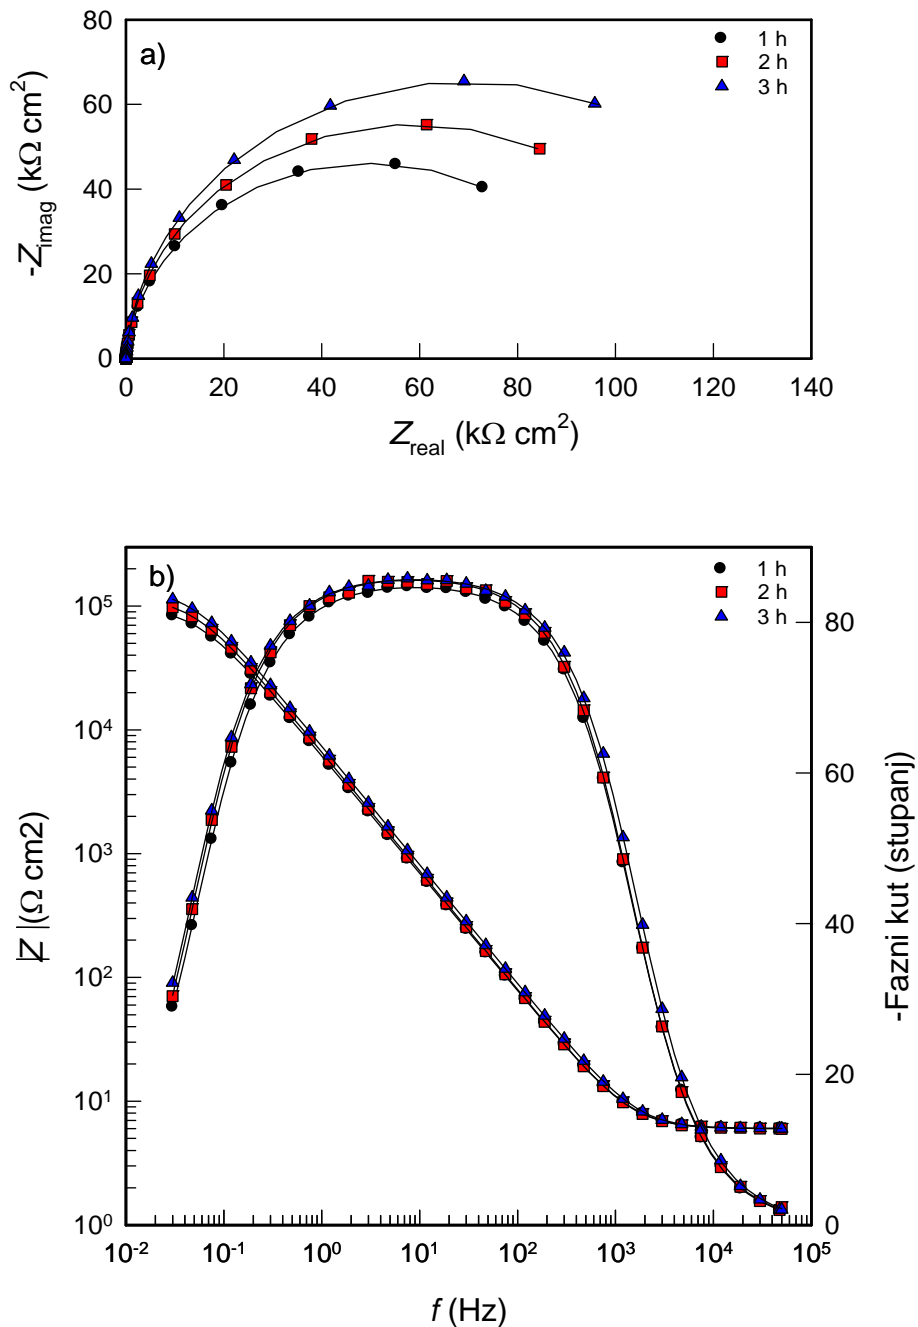 a)
1 h
2 h
3 h
80
60
40
20
0
-Z_imag (kΩ cm²)
0 20 40 60 80 100 120 140
Z_real (kΩ cm²)
b)
1 h
2 h
3 h
10⁵
10⁴
10³
10²
10¹
10⁰
|Z |(Ω cm2)
80
60
40
20
0
-Fazni kut (stupanj)
10⁻² 10⁻¹ 10⁰ 10¹ 10² 10³ 10⁴ 10⁵
f (Hz)